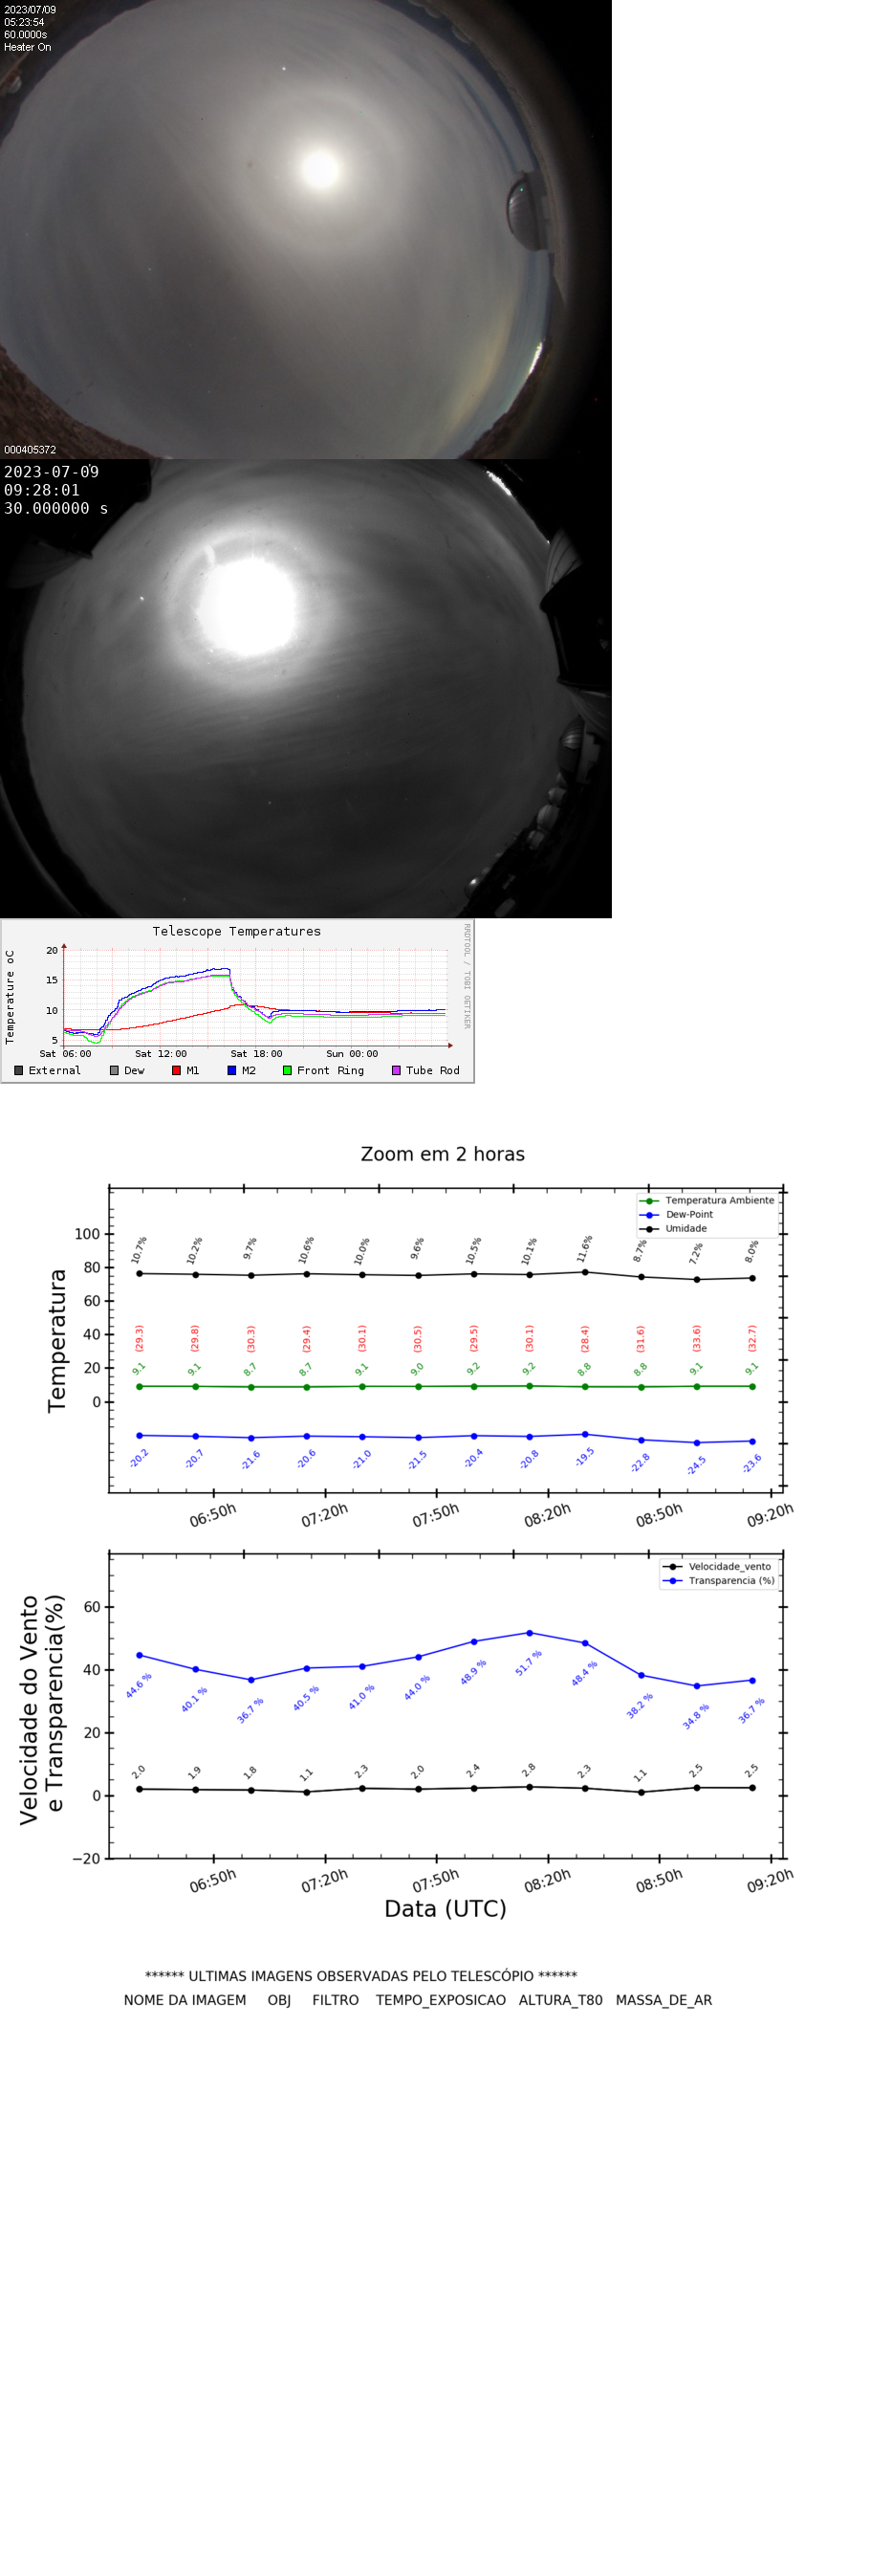 2023/07/09
05:23:54
60.0000s
Heater On
000405372
2023-07-09
09:28:01
30.000000 s
Telescope Temperatures
RRDTOOL / TOBI OETIKER
Temperature oC
20
15
10
5
Sat 06:00 Sat 12:00 Sat 18:00 Sun 00:00
External Dew M1 M2 Front Ring Tube Rod
Zoom em 2 horas
Temperatura Ambiente
Dew-Point
Umidade
Temperatura
100
80
60
40
20
0
10.7% 10.2% 9.7% 10.6% 10.0% 9.6% 10.5% 10.1% 11.6% 8.7% 7.2% 8.0%
(29.3) (29.8) (30.3) (29.4) (30.1) (30.5) (29.5) (30.1) (28.4) (31.6) (33.6) (32.7)
9.1 9.1 8.7 8.7 9.1 9.0 9.2 9.2 8.8 8.8 9.1 9.1
-20.2 -20.7 -21.6 -20.6 -21.0 -21.5 -20.4 -20.8 -19.5 -22.8 -24.5 -23.6
06:50h 07:20h 07:50h 08:20h 08:50h 09:20h
Velocidade_vento
Transparencia (%)
Velocidade do Vento
e Transparencia(%)
60
40
20
0
−20
44.6 % 40.1 % 36.7 % 40.5 % 41.0 % 44.0 % 48.9 % 51.7 % 48.4 % 38.2 % 34.8 % 36.7 %
2.0 1.9 1.8 1.1 2.3 2.0 2.4 2.8 2.3 1.1 2.5 2.5
06:50h 07:20h 07:50h 08:20h 08:50h 09:20h
Data (UTC)
****** ULTIMAS IMAGENS OBSERVADAS PELO TELESCÓPIO ******
NOME DA IMAGEM OBJ FILTRO TEMPO_EXPOSICAO ALTURA_T80 MASSA_DE_AR